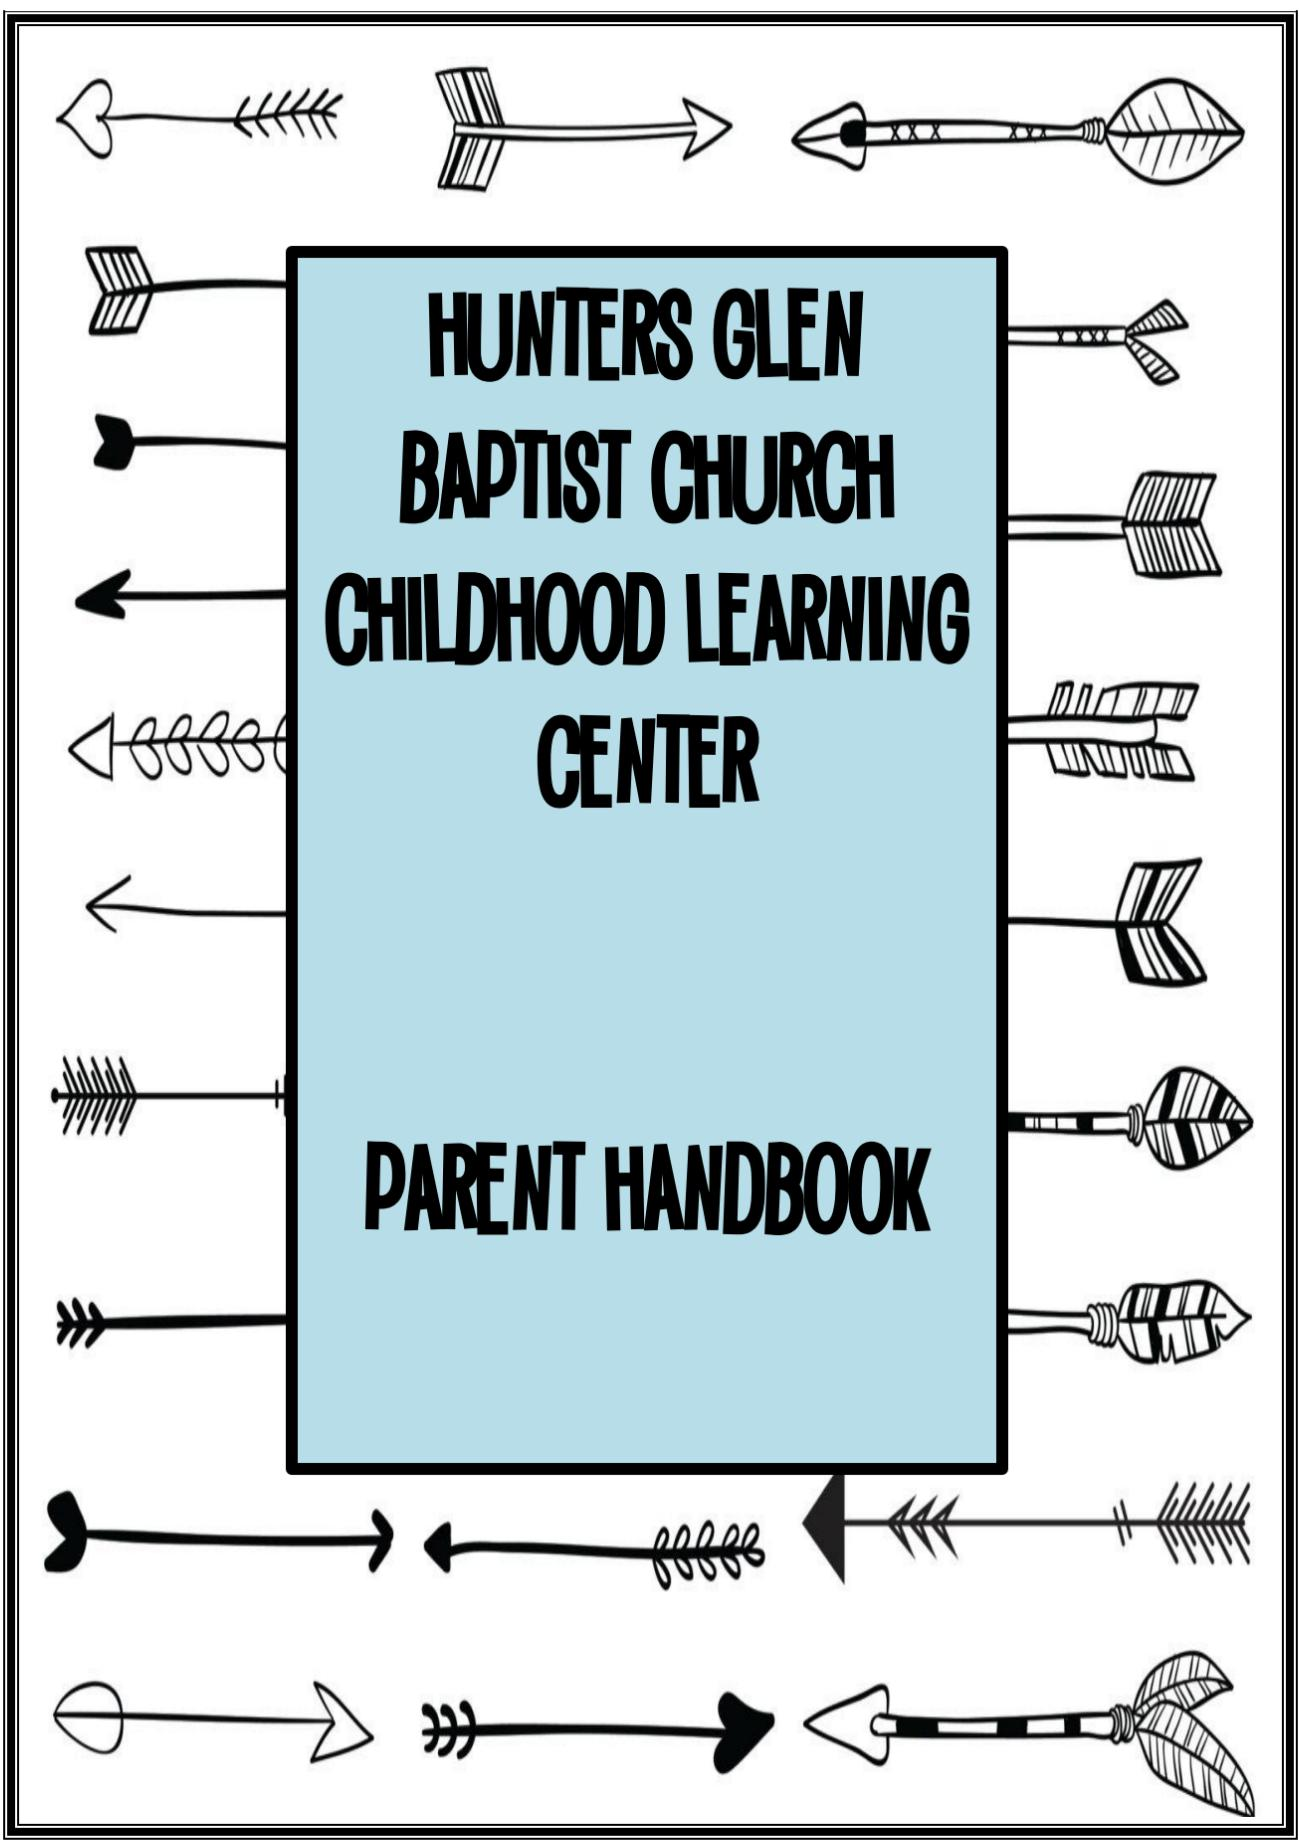 HUNTERS GLEN
BAPTIST CHURCH
CHILDHOOD LEARNING
CENTER
PARENT HANDBOOK